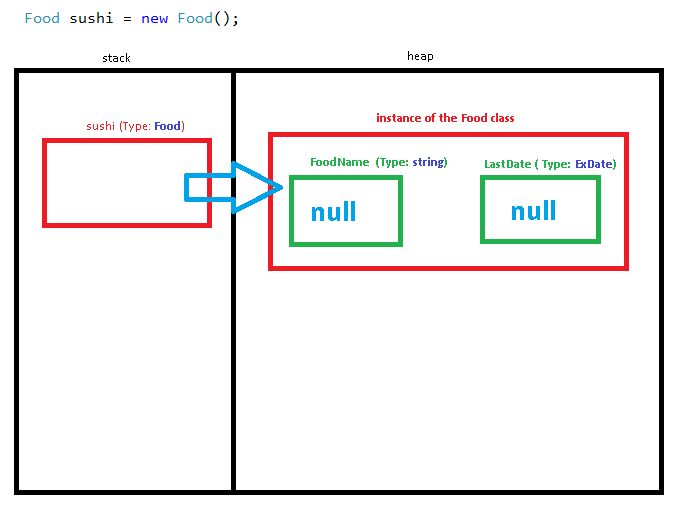 Food sushi = new Food();
stack
heap
sushi (Type: Food)
instance of the Food class
FoodName (Type: string)
LastDate ( Type: ExDate)
null
null